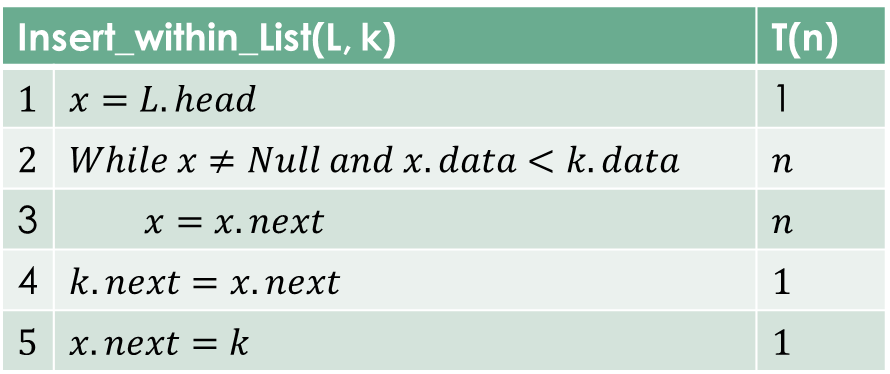 Insert_within_List(L, k) T(n)
1 x = L.head 1
2 While x ≠ Null and x.data < k.data n
3 x = x.next n
4 k.next = x.next 1
5 x.next = k 1